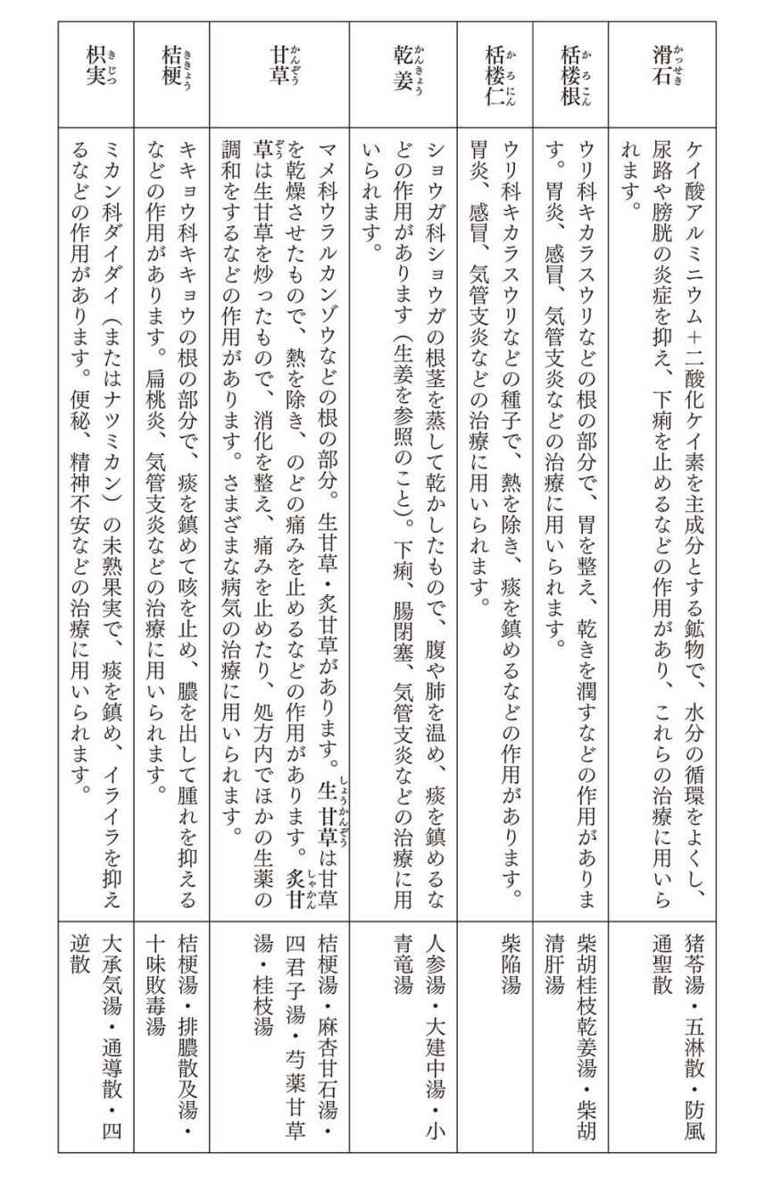 滑石
かっせき
ケイ酸アルミニウム＋二酸化ケイ素を主成分とする鉱物で、水分の循環をよくし、
尿路や膀胱の炎症を抑え、下痢を止めるなどの作用があり、これらの治療に用いら
れます。
猪苓湯・五淋散・防風
通聖散
栝楼根
かろこん
ウリ科キカラスウリなどの根の部分で、胃を整え、乾きを潤すなどの作用がありま
す。胃炎、感冒、気管支炎などの治療に用いられます。
柴胡桂枝乾姜湯・柴胡
清肝湯
栝楼仁
かろにん
ウリ科キカラスウリなどの種子で、熱を除き、痰を鎮めるなどの作用があります。
胃炎、感冒、気管支炎などの治療に用いられます。
柴陥湯
乾姜
かんきょう
ショウガ科ショウガの根茎を蒸して乾かしたもので、腹や肺を温め、痰を鎮めるな
どの作用があります（生姜を参照のこと）。下痢、腸閉塞、気管支炎などの治療に用
いられます。
人参湯・大建中湯・小
青竜湯
甘草
かんぞう
マメ科ウラルカンゾウなどの根の部分。生甘草・炙甘草があります。生甘草は甘草
しょうかんぞう
を乾燥させたもので、熱を除き、のどの痛みを止めるなどの作用があります。炙甘
しゃかん
草は生甘草を炒ったもので、消化を整え、痛みを止めたり、処方内でほかの生薬の
ぞう
調和をするなどの作用があります。さまざまな病気の治療に用いられます。
桔梗湯・麻杏甘石湯・
四君子湯・芍薬甘草
湯・桂枝湯
桔梗
ききょう
キキョウ科キキョウの根の部分で、痰を鎮めて咳を止め、膿を出して腫れを抑える
などの作用があります。扁桃炎、気管支炎などの治療に用いられます。
桔梗湯・排膿散及湯・
十味敗毒湯
枳実
きじつ
ミカン科ダイダイ（またはナツミカン）の未熟果実で、痰を鎮め、イライラを抑え
るなどの作用があります。便秘、精神不安などの治療に用いられます。
大承気湯・通導散・四
逆散